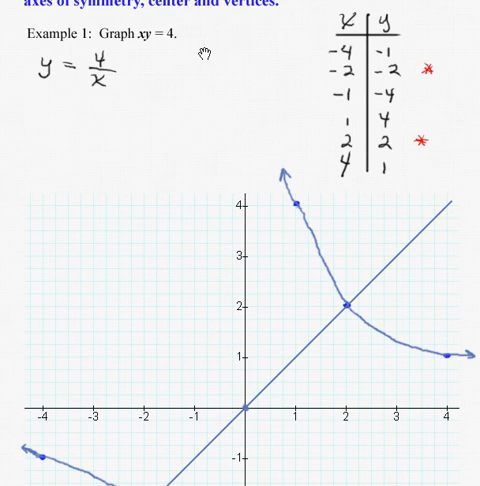 axes of symmetry, center and vertices.
Example 1: Graph xy = 4.
y = 4/x
x y
-4 -1
-2 -2 *
-1 -4
1 4
2 2 *
4 1
4
3
2
1
-4 -3 -2 -1 1 2 3 4
-1